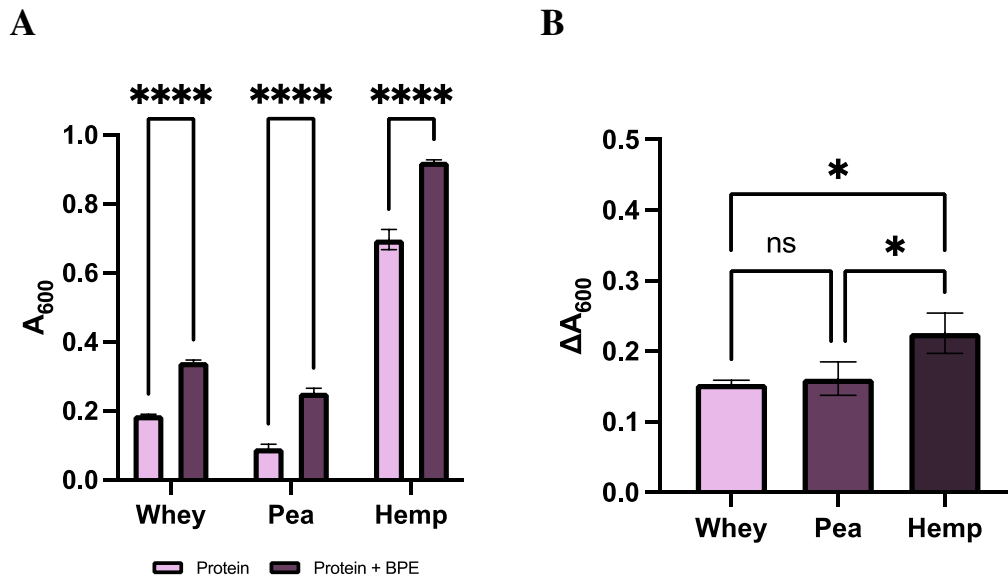 A
**** **** ****
1.0
0.8
0.6
0.4
0.2
0.0
A600
Whey Pea Hemp
Protein Protein + BPE
B
0.5
0.4
0.3
0.2
0.1
0.0
ΔA600
*
ns *
Whey Pea Hemp